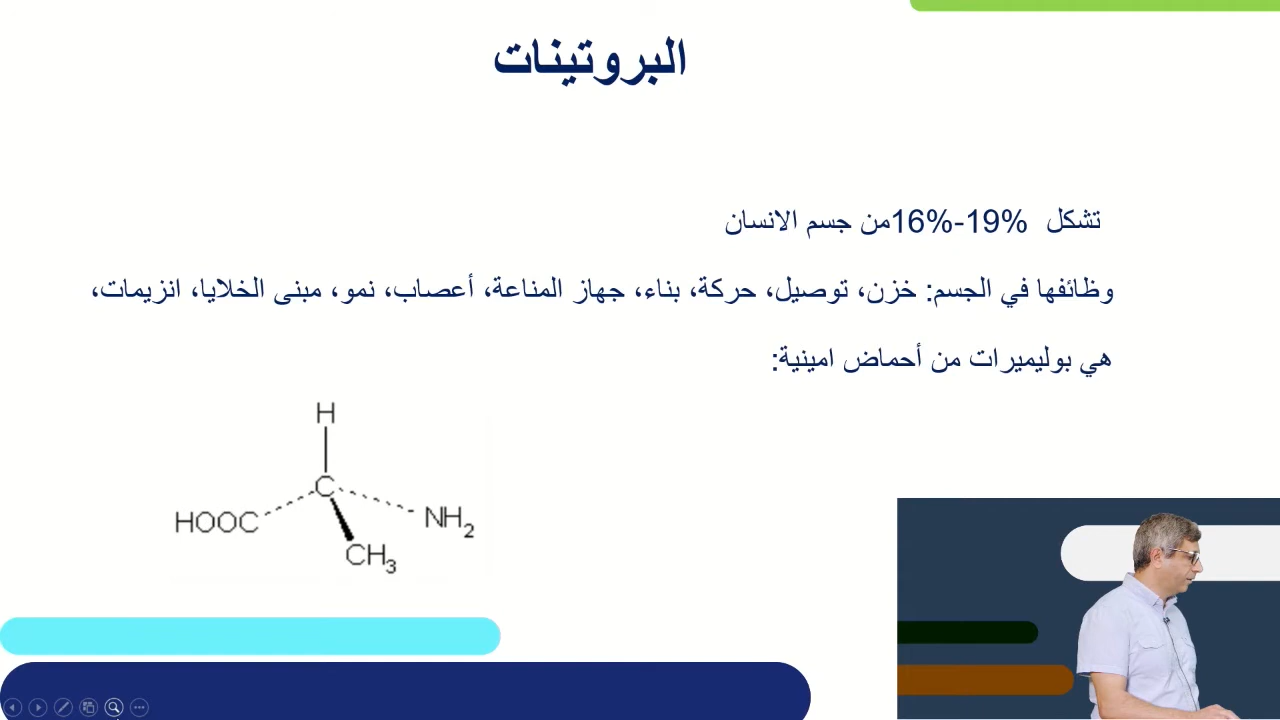 البروتينات
تشكل 19%-16%من جسم الانسان
وظائفها في الجسم: خزن، توصيل، حركة، بناء، جهاز المناعة، أعصاب، نمو، مبنى الخلايا، انزيمات،
هي بوليميرات من أحماض امينية:
H
C
HOOC
NH2
CH3